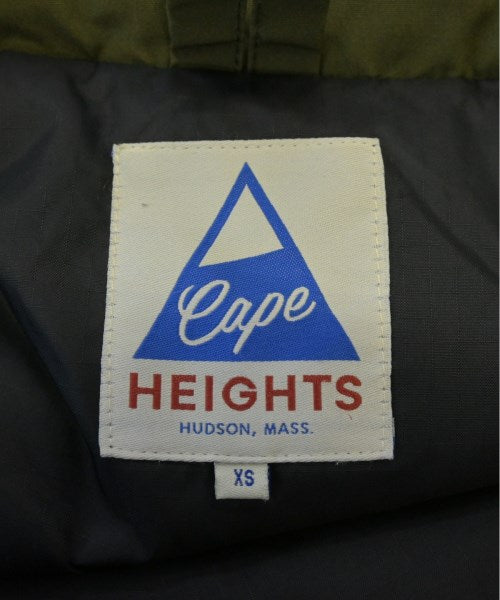 Cape
HEIGHTS
HUDSON, MASS.
XS